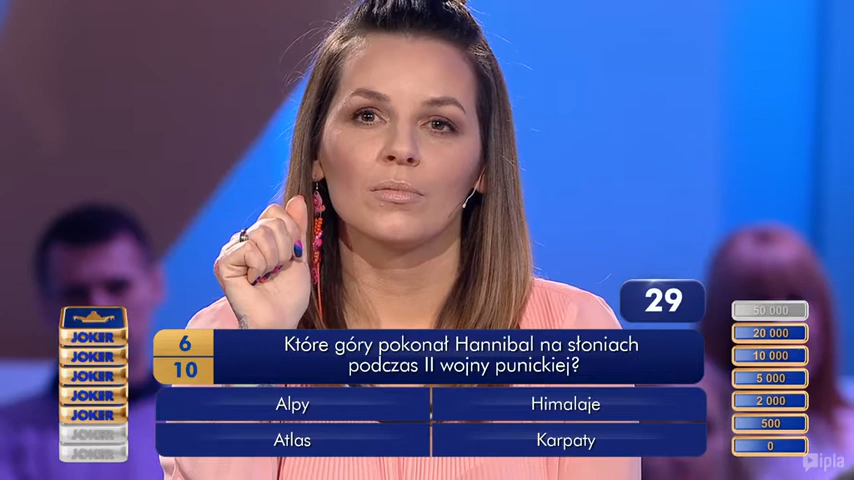 29
6
10
Które góry pokonał Hannibal na słoniach
podczas II wojny punickiej?
Alpy
Himalaje
Atlas
Karpaty
JOKER
JOKER
JOKER
JOKER
JOKER
JOKER
JOKER
50 000
20 000
10 000
5 000
2 000
500
0
ipla